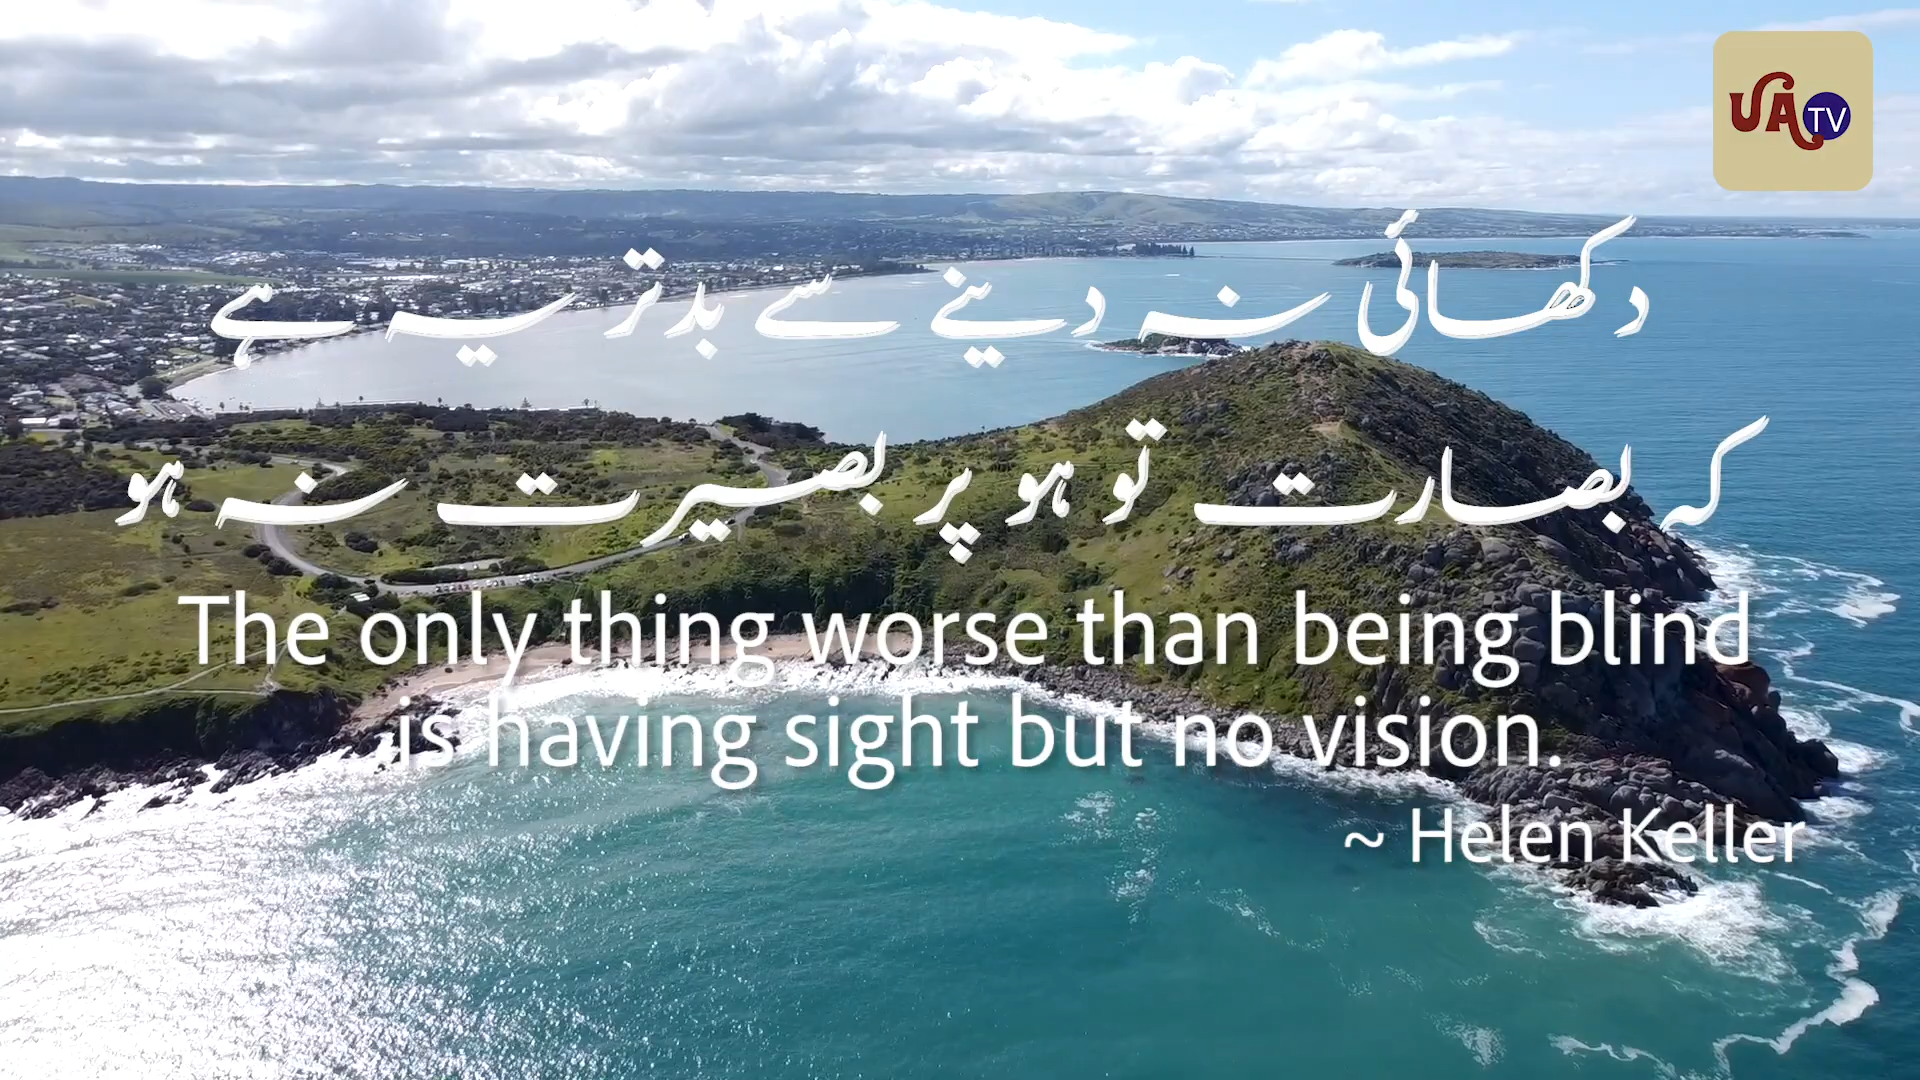 UA TV
دکھائی نہ دینے سے بدتر یہ ہے
کہ بصارت تو ہو پر بصیرت نہ ہو
The only thing worse than being blind
is having sight but no vision.
~ Helen Keller